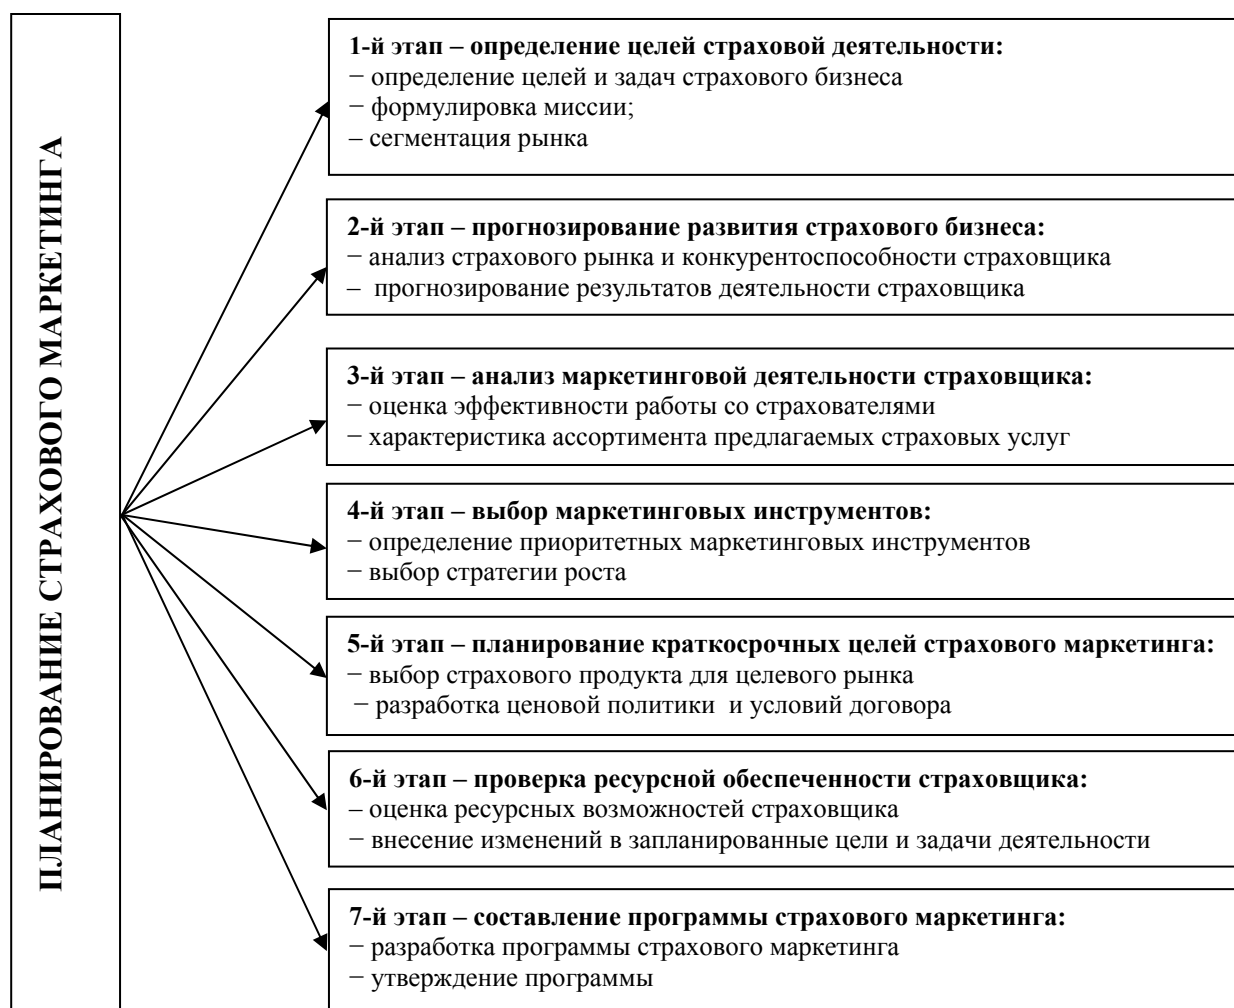 ПЛАНИРОВАНИЕ СТРАХОВОГО МАРКЕТИНГА
1-й этап – определение целей страховой деятельности:
− определение целей и задач страхового бизнеса
− формулировка миссии;
– сегментация рынка
2-й этап – прогнозирование развития страхового бизнеса:
− анализ страхового рынка и конкурентоспособности страховщика
– прогнозирование результатов деятельности страховщика
3-й этап – анализ маркетинговой деятельности страховщика:
− оценка эффективности работы со страхователями
− характеристика ассортимента предлагаемых страховых услуг
4-й этап – выбор маркетинговых инструментов:
− определение приоритетных маркетинговых инструментов
− выбор стратегии роста
5-й этап – планирование краткосрочных целей страхового маркетинга:
− выбор страхового продукта для целевого рынка
− разработка ценовой политики и условий договора
6-й этап – проверка ресурсной обеспеченности страховщика:
– оценка ресурсных возможностей страховщика
− внесение изменений в запланированные цели и задачи деятельности
7-й этап – составление программы страхового маркетинга:
− разработка программы страхового маркетинга
− утверждение программы